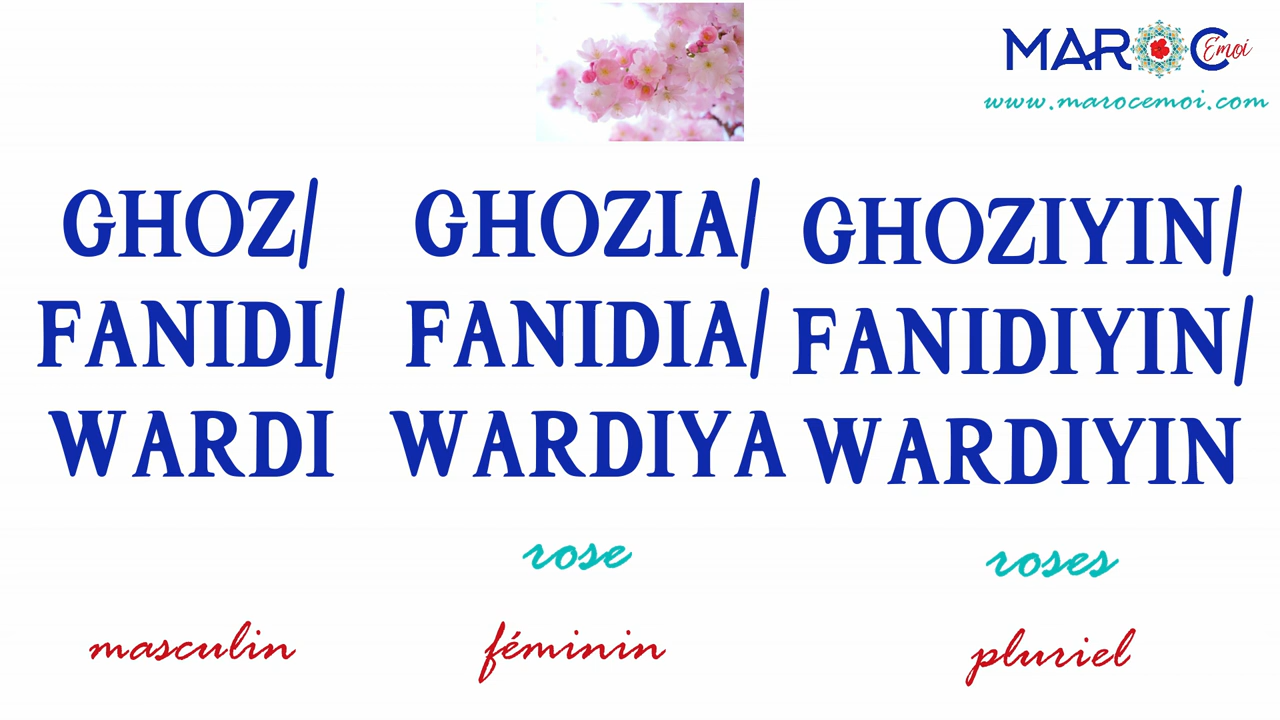 MAROC Emoi
www.marocemoi.com
GHOZ/
FANIDI/
WARDI
GHOZIA/
FANIDIA/
WARDIYA
GHOZIYIN/
FANIDIYIN/
WARDIYIN
rose
roses
masculin
féminin
pluriel